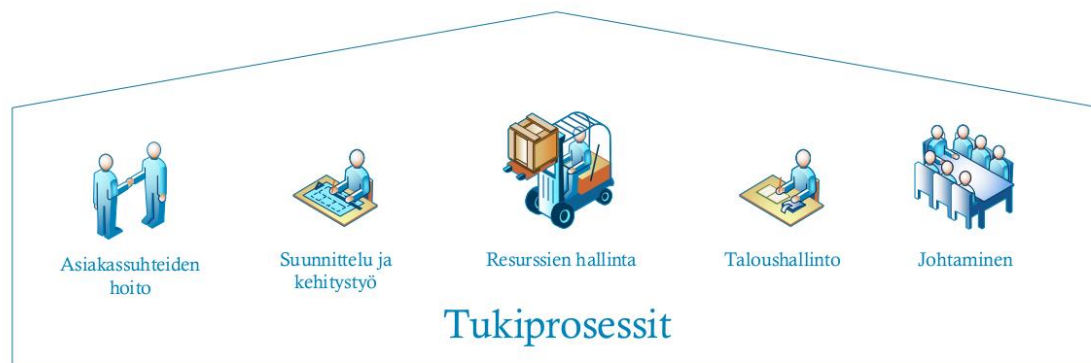 Asiakassuhteiden
hoito
Suunnittelu ja
kehitystyö
Resurssien hallinta
Taloushallinto
Johtaminen
Tukiprosessit